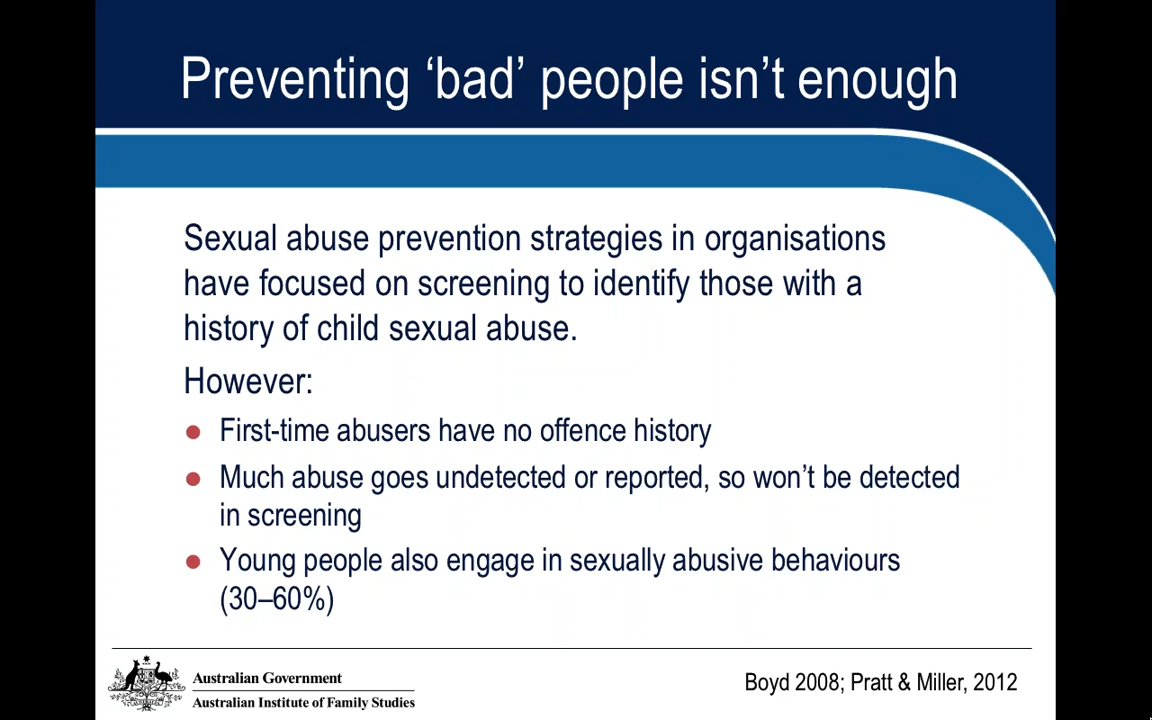 Preventing ‘bad’ people isn’t enough
Sexual abuse prevention strategies in organisations
have focused on screening to identify those with a
history of child sexual abuse.
However:
● First-time abusers have no offence history
● Much abuse goes undetected or reported, so won’t be detected
in screening
● Young people also engage in sexually abusive behaviours
(30–60%)
Australian Government
Australian Institute of Family Studies
Boyd 2008; Pratt & Miller, 2012